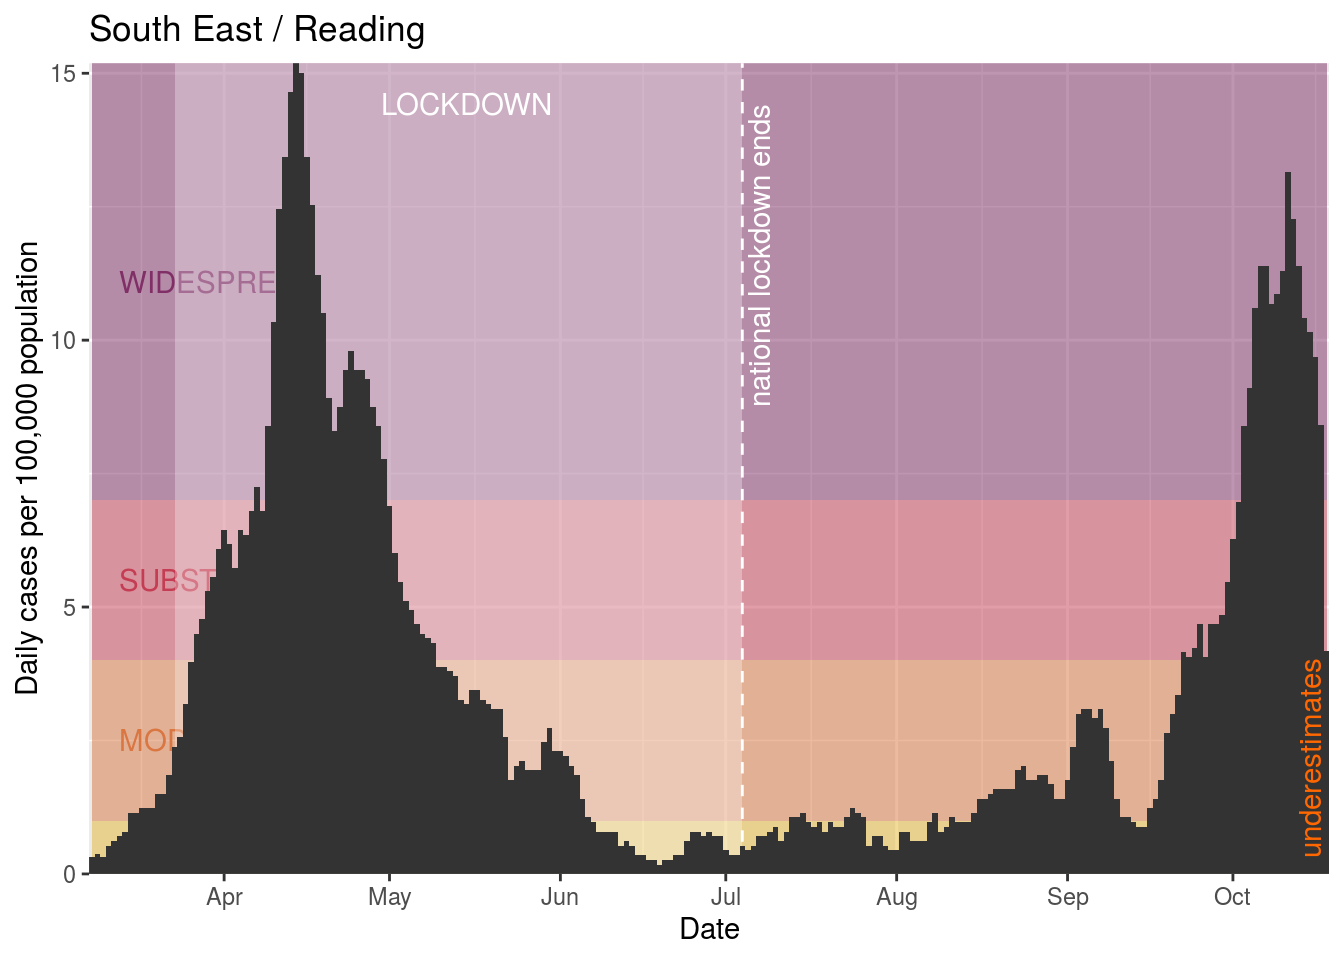 South East / Reading
Daily cases per 100,000 population
15
10
5
0
LOCKDOWN
national lockdown ends
WIDESPRE
SUBST
MOD
underestimates
Apr
May
Jun
Jul
Aug
Sep
Oct
Date